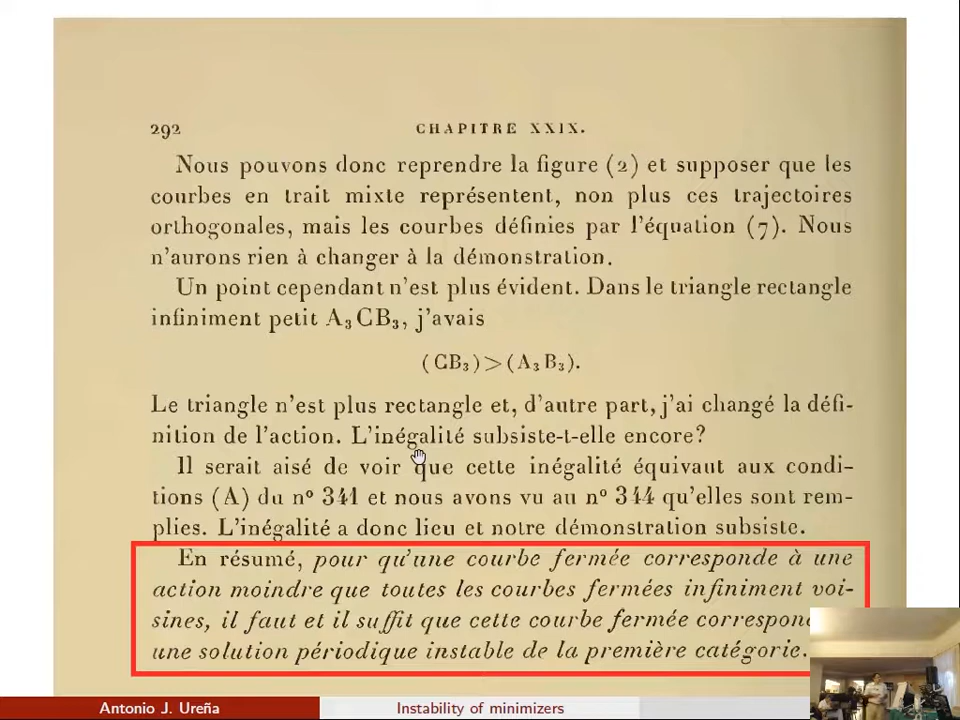 292 CHAPITRE XXIX.
Nous pouvons donc reprendre la figure (2) et supposer que les
courbes en trait mixte représentent, non plus ces trajectoires
orthogonales, mais les courbes définies par l'équation (7). Nous
n'aurons rien à changer à la démonstration.
Un point cependant n'est plus évident. Dans le triangle rectangle
infiniment petit A₃CB₃, j'avais
(CB₃) > (A₃B₃).
Le triangle n'est plus rectangle et, d'autre part, j'ai changé la défi-
nition de l'action. L'inégalité subsiste-t-elle encore?
Il serait aisé de voir que cette inégalité équivaut aux condi-
tions (A) du nº 341 et nous avons vu au nº 344 qu'elles sont rem-
plies. L'inégalité a donc lieu et notre démonstration subsiste.
En résumé, pour qu'une courbe fermée corresponde à une
action moindre que toutes les courbes fermées infiniment voi-
sines, il faut et il suffit que cette courbe fermée correspon
une solution périodique instable de la première catégorie.
Antonio J. Ureña Instability of minimizers